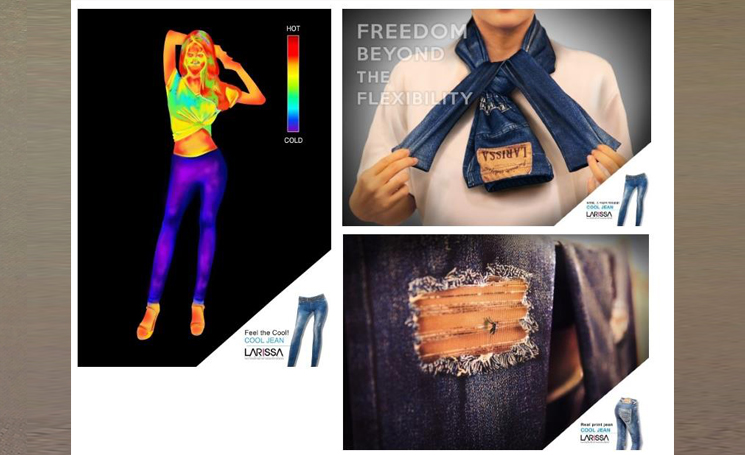 HOT
COLD
Feel the Cool!
COOL JEAN
LARISSA
FREEDOM
BEYOND
THE
FLEXIBILITY
LARISSA
COOL JEAN
LARISSA
Real print jean
COOL JEAN
LARISSA